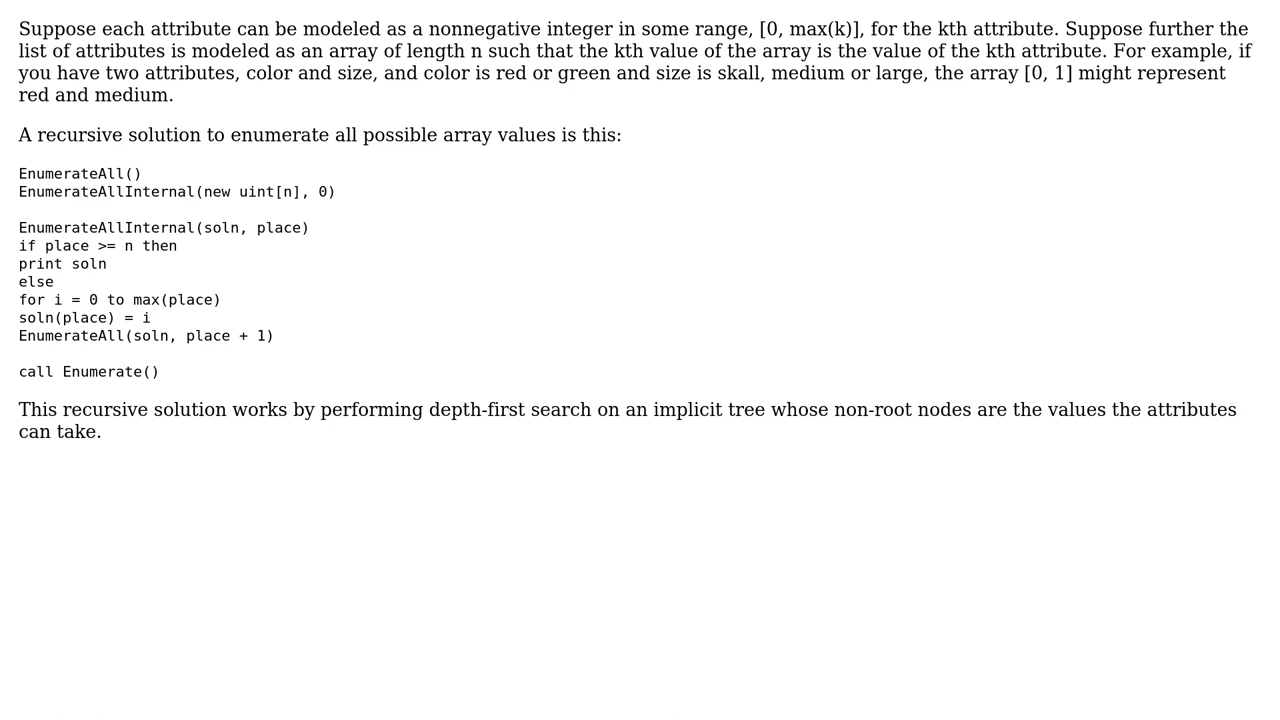 Suppose each attribute can be modeled as a nonnegative integer in some range, [0, max(k)], for the kth attribute. Suppose further the
list of attributes is modeled as an array of length n such that the kth value of the array is the value of the kth attribute. For example, if
you have two attributes, color and size, and color is red or green and size is skall, medium or large, the array [0, 1] might represent
red and medium.
A recursive solution to enumerate all possible array values is this:
EnumerateAll()
EnumerateAllInternal(new uint[n], 0)
EnumerateAllInternal(soln, place)
if place >= n then
print soln
else
for i = 0 to max(place)
soln(place) = i
EnumerateAll(soln, place + 1)
call Enumerate()
This recursive solution works by performing depth-first search on an implicit tree whose non-root nodes are the values the attributes
can take.